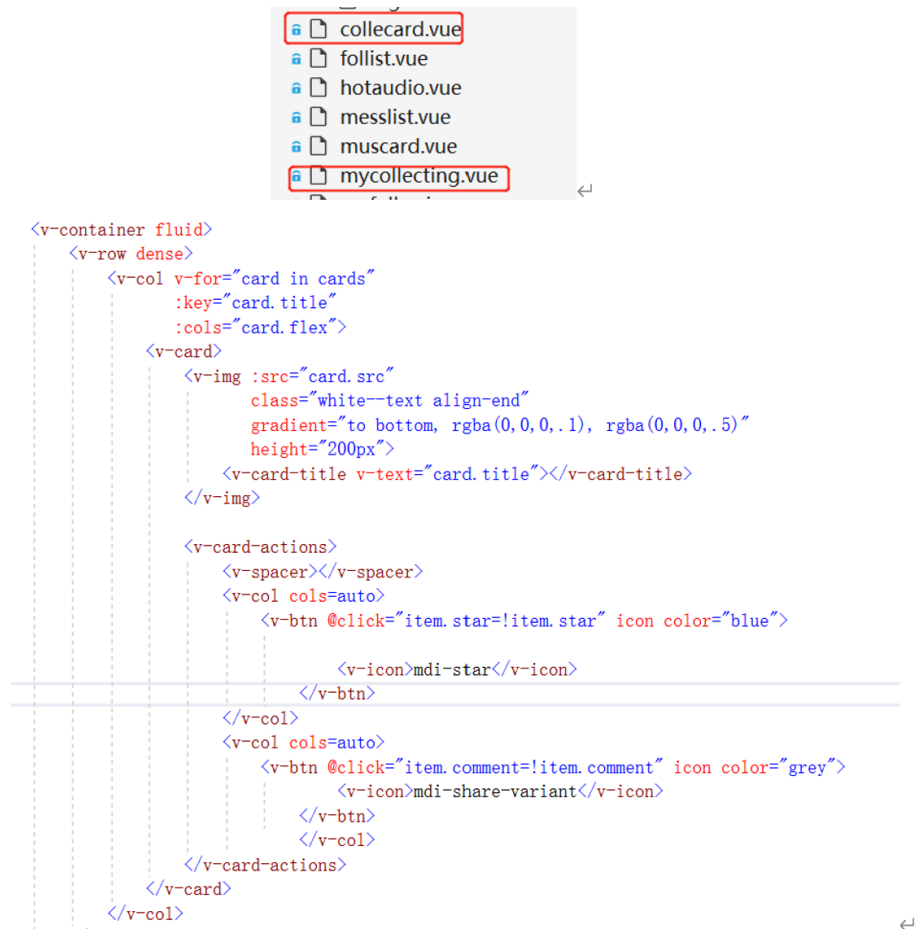 collecard.vue
follist.vue
hotaudio.vue
messlist.vue
muscard.vue
mycollecting.vue
<v-container fluid>
<v-row dense>
<v-col v-for="card in cards"
:key="card.title"
:cols="card.flex">
<v-card>
<v-img :src="card.src"
class="white--text align-end"
gradient="to bottom, rgba(0,0,0,.1), rgba(0,0,0,.5)"
height="200px">
<v-card-title v-text="card.title"></v-card-title>
</v-img>
<v-card-actions>
<v-spacer></v-spacer>
<v-col cols=auto>
<v-btn @click="item.star=!item.star" icon color="blue">
<v-icon>mdi-star</v-icon>
</v-btn>
</v-col>
<v-col cols=auto>
<v-btn @click="item.comment=!item.comment" icon color="grey">
<v-icon>mdi-share-variant</v-icon>
</v-btn>
</v-col>
</v-card-actions>
</v-card>
</v-col>